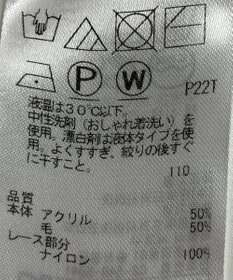 P W
P22T
液温は30℃以下。
中性洗剤(おしゃれ着洗い)を
使用。漂白剤は液体タイプを使
用。よくすすぎ、絞りの後すぐ
に干すこと。
110
品質
本体 アクリル 50%
毛 50%
レース部分
ナイロン 100%